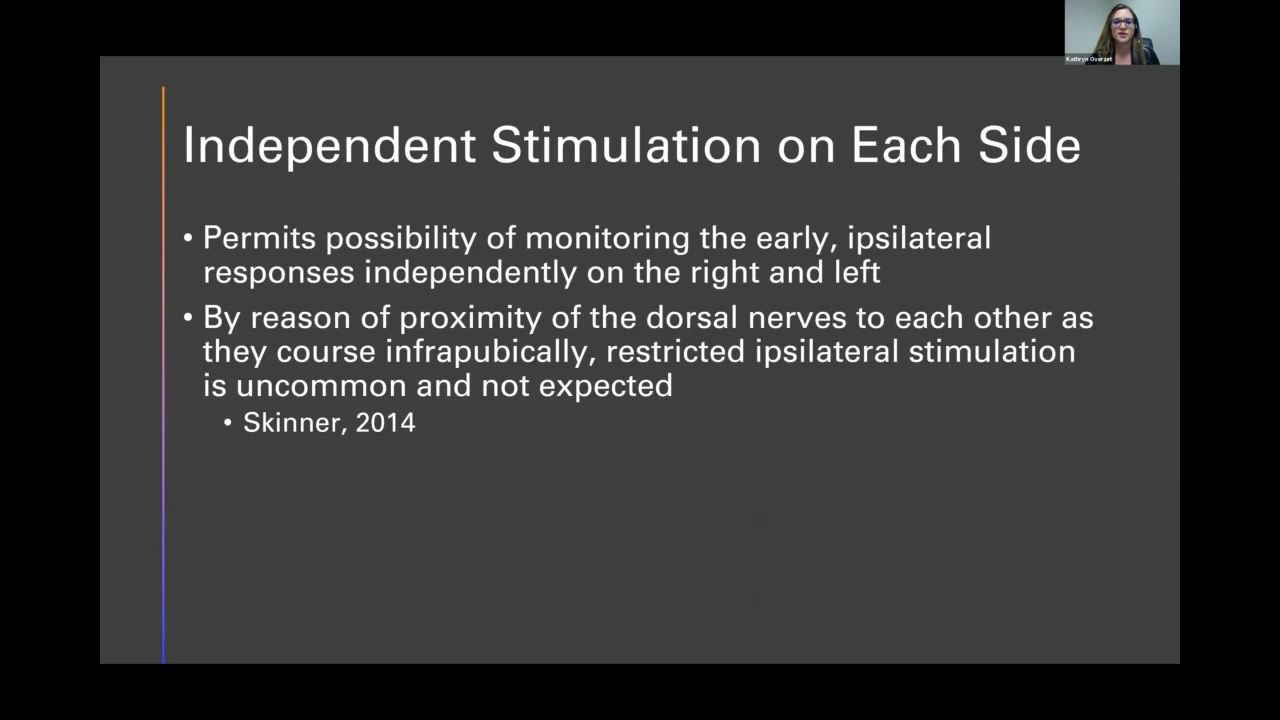 Kathryn Overzet
Independent Stimulation on Each Side
• Permits possibility of monitoring the early, ipsilateral
responses independently on the right and left
• By reason of proximity of the dorsal nerves to each other as
they course infrapubically, restricted ipsilateral stimulation
is uncommon and not expected
• Skinner, 2014